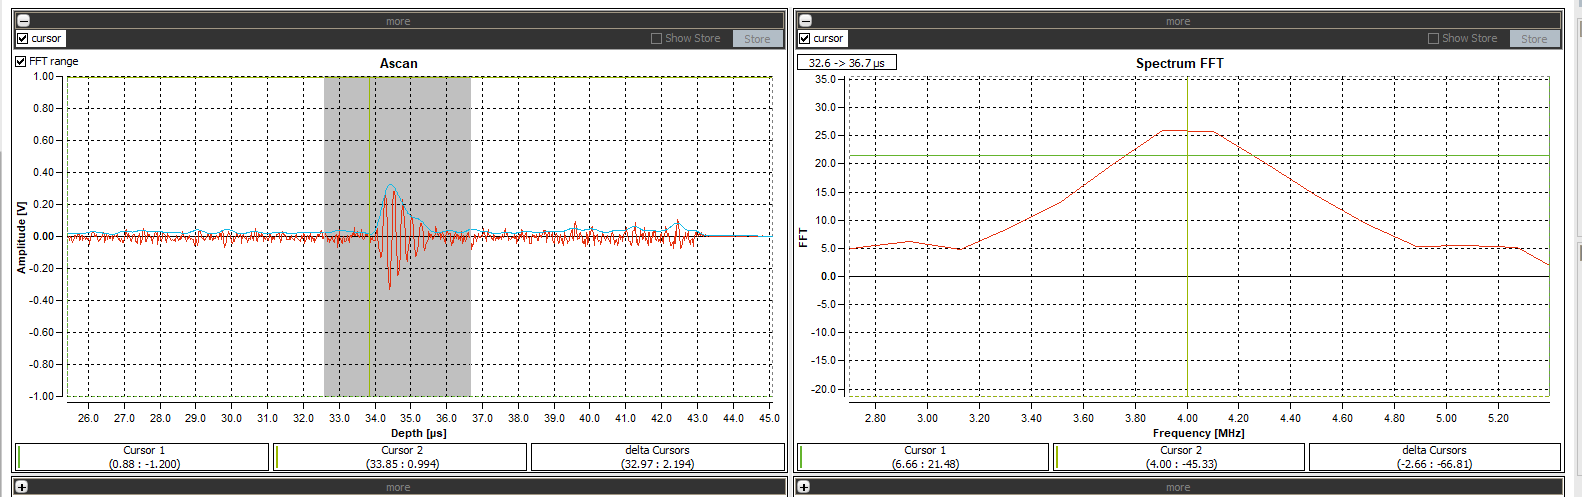 more
cursor
Show Store
Store
FFT range
Ascan
1.00
0.80
0.60
0.40
0.20
0.00
-0.20
-0.40
-0.60
-0.80
-1.00
Amplitude [V]
26.0 27.0 28.0 29.0 30.0 31.0 32.0 33.0 34.0 35.0 36.0 37.0 38.0 39.0 40.0 41.0 42.0 43.0 44.0 45.0
Depth [µs]
Cursor 1
(0.88 : -1.200)
Cursor 2
(33.85 : 0.994)
delta Cursors
(32.97 : 2.194)
more
more
cursor
Show Store
Store
32.6 -> 36.7 µs
Spectrum FFT
35.0
30.0
25.0
20.0
15.0
10.0
5.0
0.0
-5.0
-10.0
-15.0
-20.0
FFT
2.80 3.00 3.20 3.40 3.60 3.80 4.00 4.20 4.40 4.60 4.80 5.00 5.20
Frequency [MHz]
Cursor 1
(6.66 : 21.48)
Cursor 2
(4.00 : -45.33)
delta Cursors
(-2.66 : -66.81)
more